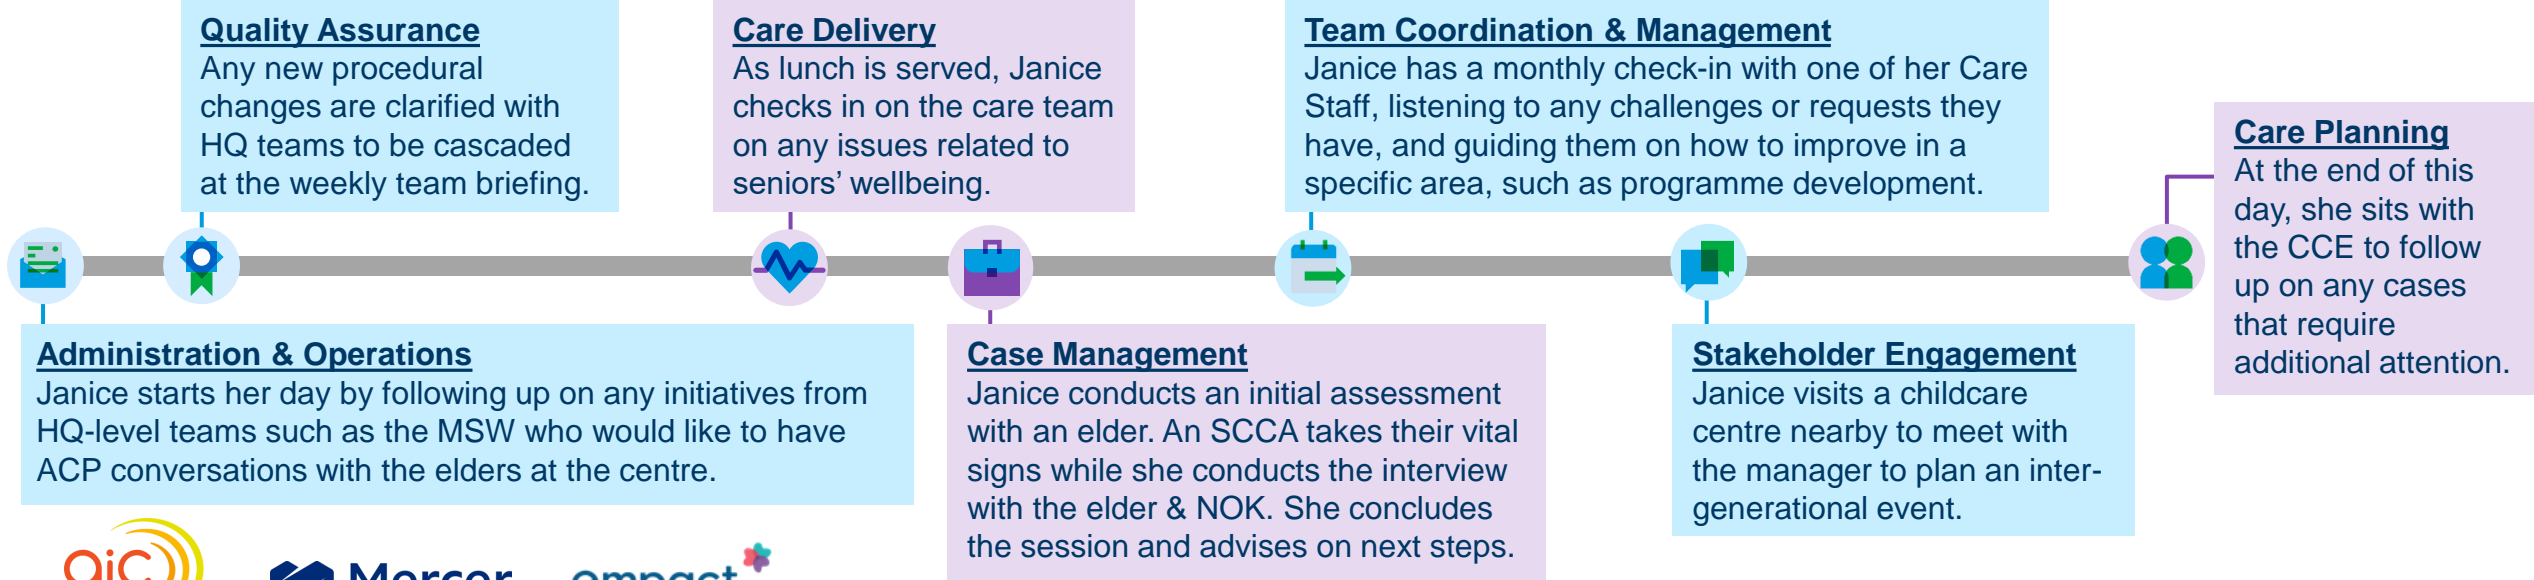 Quality Assurance
Any new procedural
changes are clarified with
HQ teams to be cascaded
at the weekly team briefing.
Care Delivery
As lunch is served, Janice
checks in on the care team
on any issues related to
seniors’ wellbeing.
Team Coordination & Management
Janice has a monthly check-in with one of her Care
Staff, listening to any challenges or requests they
have, and guiding them on how to improve in a
specific area, such as programme development.
Care Planning
At the end of this
day, she sits with
the CCE to follow
up on any cases
that require
additional attention.
Administration & Operations
Janice starts her day by following up on any initiatives from
HQ-level teams such as the MSW who would like to have
ACP conversations with the elders at the centre.
Case Management
Janice conducts an initial assessment
with an elder. An SCCA takes their vital
signs while she conducts the interview
with the elder & NOK. She concludes
the session and advises on next steps.
Stakeholder Engagement
Janice visits a childcare
centre nearby to meet with
the manager to plan an inter-
generational event.
aic
Mercer
empact